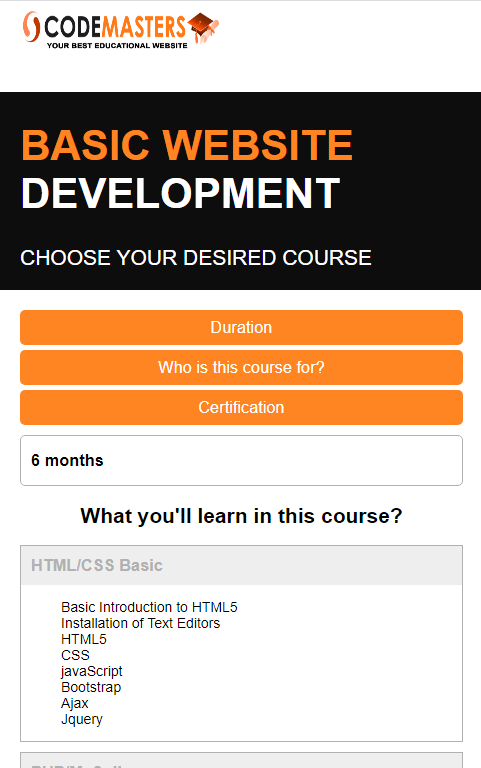 CODEMASTERS
YOUR BEST EDUCATIONAL WEBSITE
BASIC WEBSITE
DEVELOPMENT
CHOOSE YOUR DESIRED COURSE
Duration
Who is this course for?
Certification
6 months
What you'll learn in this course?
HTML/CSS Basic
Basic Introduction to HTML5
Installation of Text Editors
HTML5
CSS
javaScript
Bootstrap
Ajax
Jquery